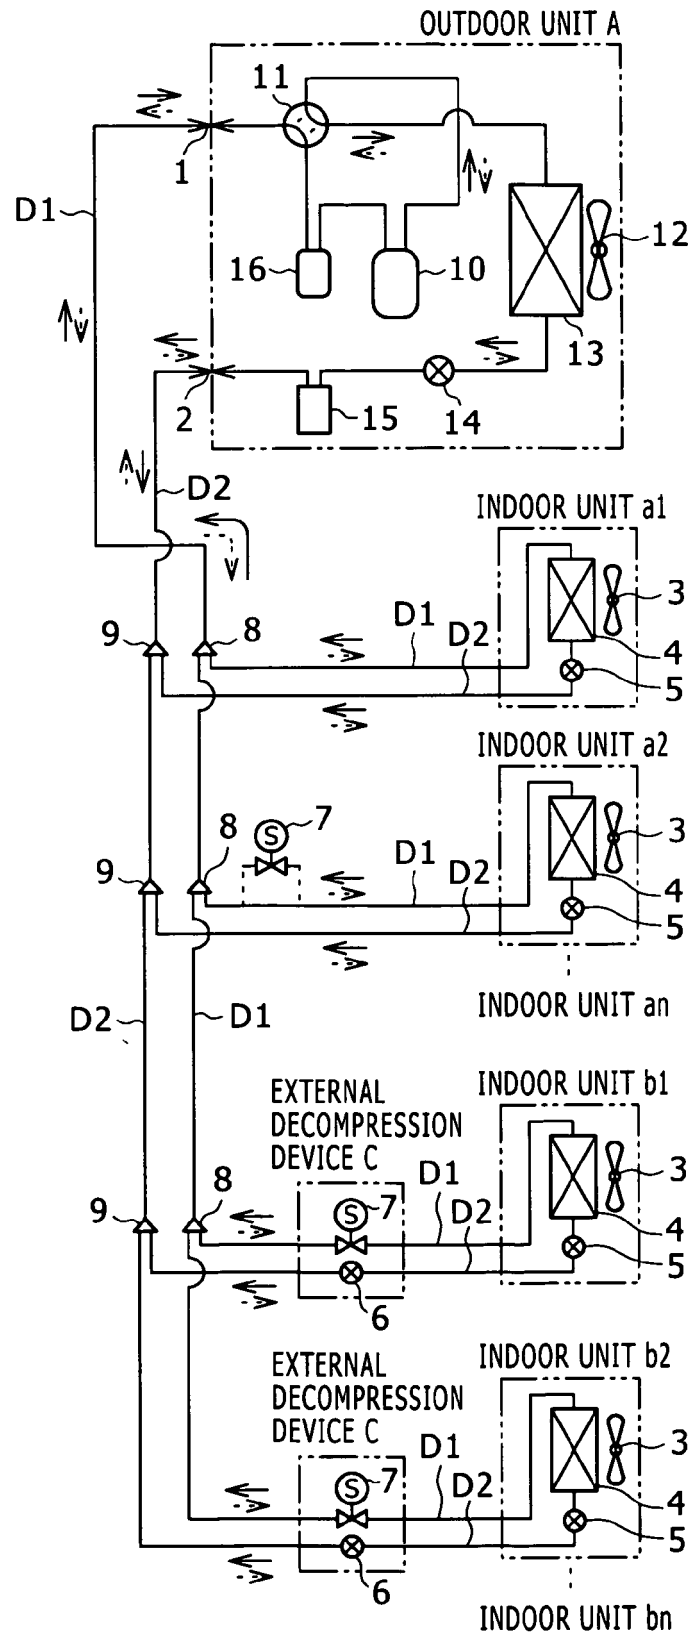 OUTDOOR UNIT A
11
1
D1
12
16
10
13
2
15
14
D2
INDOOR UNIT a1
9
8
D1
D2
3
4
5
INDOOR UNIT a2
7
8
9
D1
D2
3
4
5
D2
D1
INDOOR UNIT an
INDOOR UNIT b1
EXTERNAL
DECOMPRESSION
DEVICE C
9
8
S
7
D1
D2
3
4
5
6
EXTERNAL
DECOMPRESSION
DEVICE C
INDOOR UNIT b2
S
7
D1
D2
3
4
5
6
S
INDOOR UNIT bn